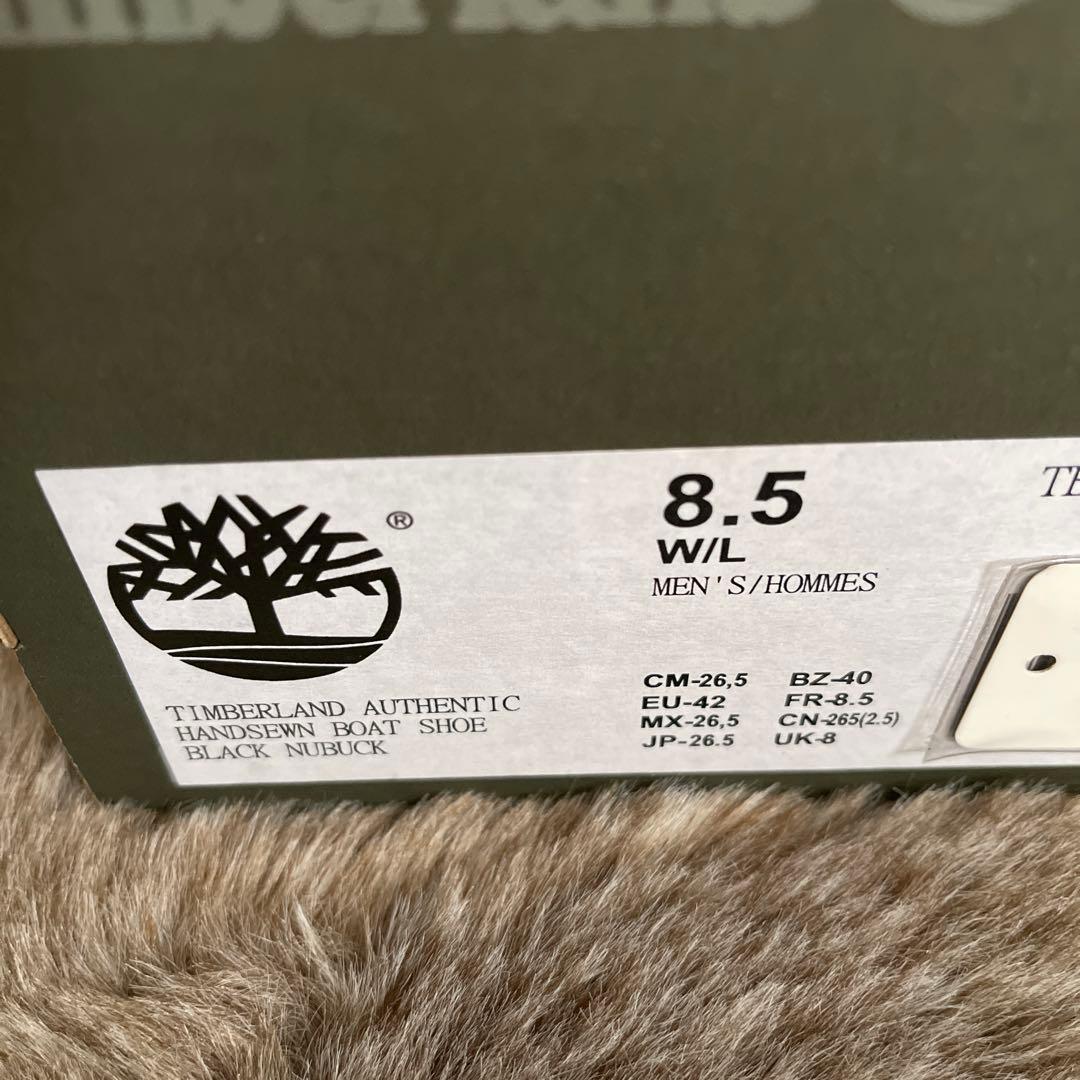 ®
8.5
W/L
MEN'S/HOMMES
TIMBERLAND AUTHENTIC
HANDSEWN BOAT SHOE
BLACK NUBUCK
CM-26,5 BZ-40
EU-42 FR-8.5
MX-26,5 CN-265(2.5)
JP-26.5 UK-8